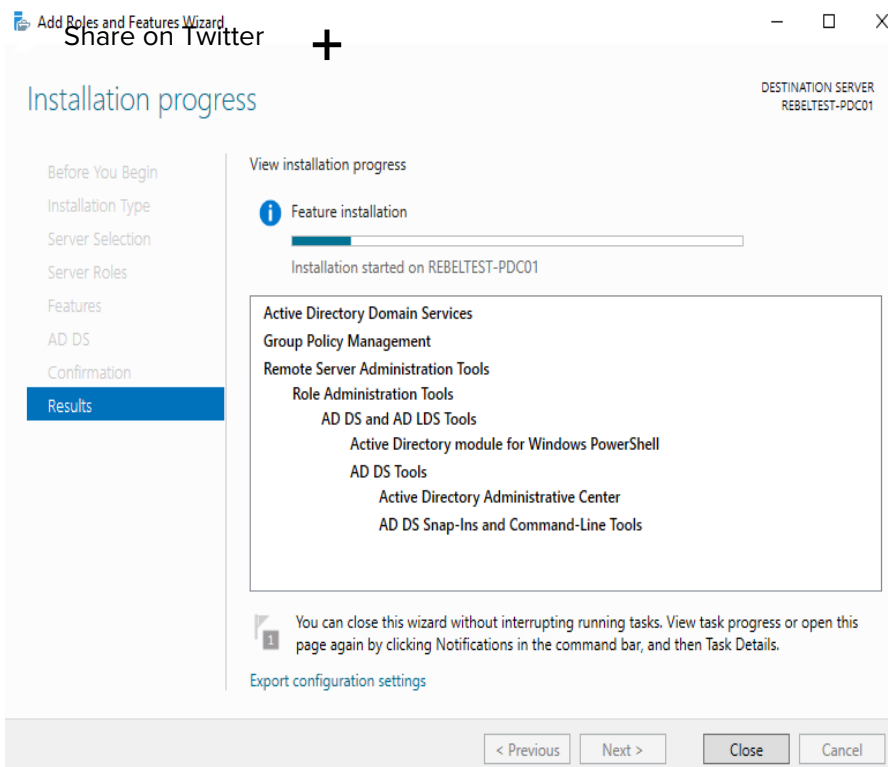 Add Roles and Features Wizard
Share on Twitter +
Installation progress
DESTINATION SERVER
REBELTEST-PDC01
Before You Begin
Installation Type
Server Selection
Server Roles
Features
AD DS
Confirmation
Results
View installation progress
Feature installation
Installation started on REBELTEST-PDC01
Active Directory Domain Services
Group Policy Management
Remote Server Administration Tools
Role Administration Tools
AD DS and AD LDS Tools
Active Directory module for Windows PowerShell
AD DS Tools
Active Directory Administrative Center
AD DS Snap-Ins and Command-Line Tools
1
You can close this wizard without interrupting running tasks. View task progress or open this
page again by clicking Notifications in the command bar, and then Task Details.
Export configuration settings
< Previous
Next >
Close
Cancel